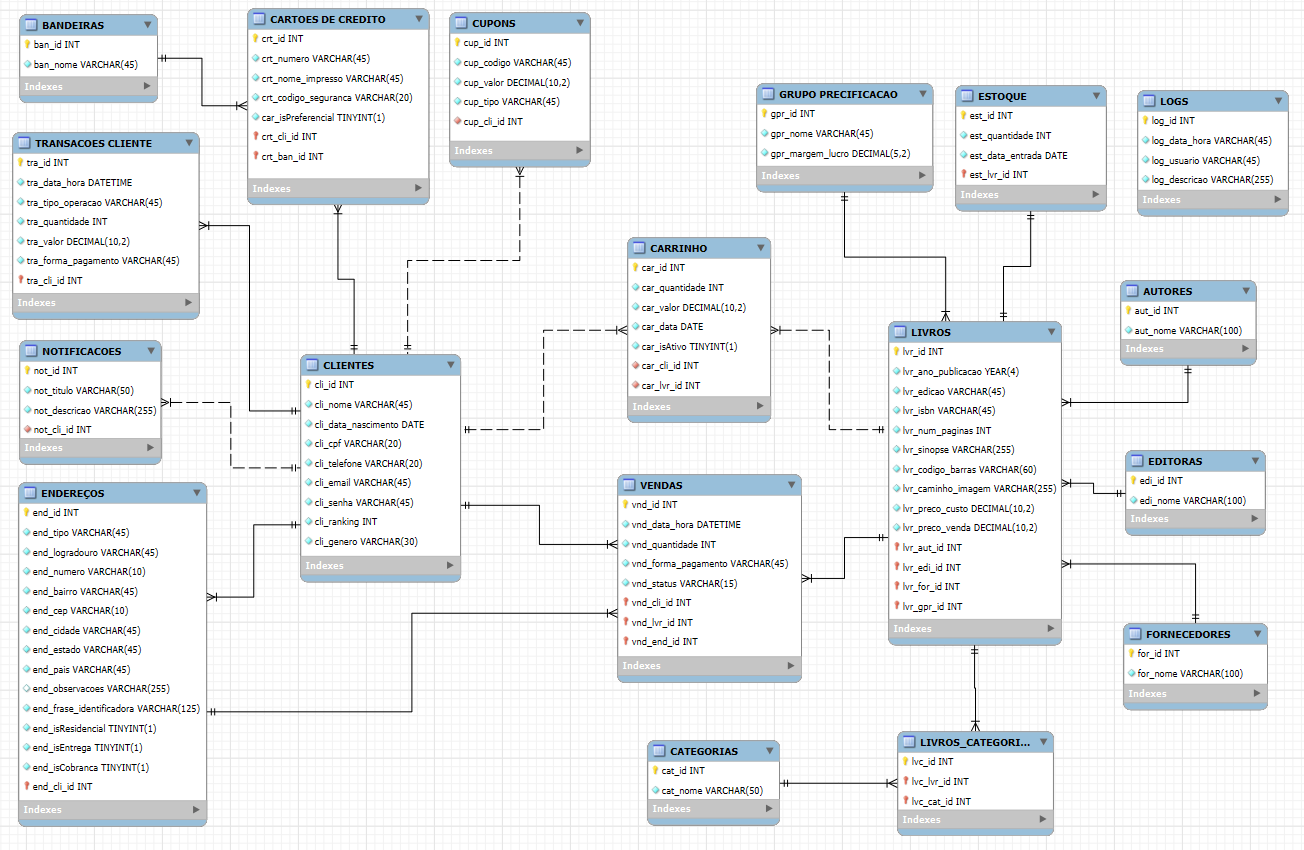 BANDEIRAS
ban_id INT
ban_nome VARCHAR(45)
Indexes
CARTOES DE CREDITO
crt_id INT
crt_numero VARCHAR(45)
crt_nome_impresso VARCHAR(45)
crt_codigo_seguranca VARCHAR(20)
car_isPreferencial TINYINT(1)
crt_cli_id INT
crt_ban_id INT
Indexes
CUPONS
cup_id INT
cup_codigo VARCHAR(45)
cup_valor DECIMAL(10,2)
cup_tipo VARCHAR(45)
cup_cli_id INT
Indexes
GRUPO PRECIFICACAO
gpr_id INT
gpr_nome VARCHAR(45)
gpr_margem_lucro DECIMAL(5,2)
Indexes
ESTOQUE
est_id INT
est_quantidade INT
est_data_entrada DATE
est_lvr_id INT
Indexes
LOGS
log_id INT
log_data_hora VARCHAR(45)
log_usuario VARCHAR(45)
log_descricao VARCHAR(255)
Indexes
TRANSACOES CLIENTE
tra_id INT
tra_data_hora DATETIME
tra_tipo_operacao VARCHAR(45)
tra_quantidade INT
tra_valor DECIMAL(10,2)
tra_forma_pagamento VARCHAR(45)
tra_cli_id INT
Indexes
CARRINHO
car_id INT
car_quantidade INT
car_valor DECIMAL(10,2)
car_data DATE
car_isAtivo TINYINT(1)
car_cli_id INT
car_lvr_id INT
Indexes
AUTORES
aut_id INT
aut_nome VARCHAR(100)
Indexes
NOTIFICACOES
not_id INT
not_titulo VARCHAR(50)
not_descricao VARCHAR(255)
not_cli_id INT
Indexes
CLIENTES
cli_id INT
cli_nome VARCHAR(45)
cli_data_nascimento DATE
cli_cpf VARCHAR(20)
cli_telefone VARCHAR(20)
cli_email VARCHAR(45)
cli_senha VARCHAR(45)
cli_ranking INT
cli_genero VARCHAR(30)
Indexes
LIVROS
lvr_id INT
lvr_ano_publicacao YEAR(4)
lvr_edicao VARCHAR(45)
lvr_isbn VARCHAR(45)
lvr_num_paginas INT
lvr_sinopse VARCHAR(255)
lvr_codigo_barras VARCHAR(60)
lvr_caminho_imagem VARCHAR(255)
lvr_preco_custo DECIMAL(10,2)
lvr_preco_venda DECIMAL(10,2)
lvr_aut_id INT
lvr_edi_id INT
lvr_for_id INT
lvr_gpr_id INT
Indexes
EDITORAS
edi_id INT
edi_nome VARCHAR(100)
Indexes
ENDEREÇOS
end_id INT
end_tipo VARCHAR(45)
end_logradouro VARCHAR(45)
end_numero VARCHAR(10)
end_bairro VARCHAR(45)
end_cep VARCHAR(10)
end_cidade VARCHAR(45)
end_estado VARCHAR(45)
end_pais VARCHAR(45)
end_observacoes VARCHAR(255)
end_frase_identificadora VARCHAR(125)
end_isResidencial TINYINT(1)
end_isEntrega TINYINT(1)
end_isCobranca TINYINT(1)
end_cli_id INT
Indexes
VENDAS
vnd_id INT
vnd_data_hora DATETIME
vnd_quantidade INT
vnd_forma_pagamento VARCHAR(45)
vnd_status VARCHAR(15)
vnd_cli_id INT
vnd_lvr_id INT
vnd_end_id INT
Indexes
FORNECEDORES
for_id INT
for_nome VARCHAR(100)
Indexes
CATEGORIAS
cat_id INT
cat_nome VARCHAR(50)
Indexes
LIVROS_CATEGORI...
lvc_id INT
lvc_lvr_id INT
lvc_cat_id INT
Indexes